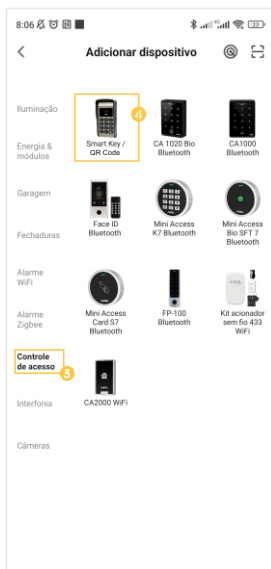 8:06
Adicionar dispositivo
Iluminação
Energia &
módulos
Garagem
Fechaduras
Alarme
WiFi
Alarme
Zigbee
Controle
de acesso
3
Interfonia
Câmeras
4
Smart Key /
QR Code
CA 1020 Bio
Bluetooth
CA1000
Bluetooth
Face ID
Bluetooth
Mini Access
K7 Bluetooth
Mini Access
Bio SFT 7
Bluetooth
Mini Access
Card S7
Bluetooth
FP-100
Bluetooth
Kit acionador
sem fio 433
WiFi
CA2000 WiFi